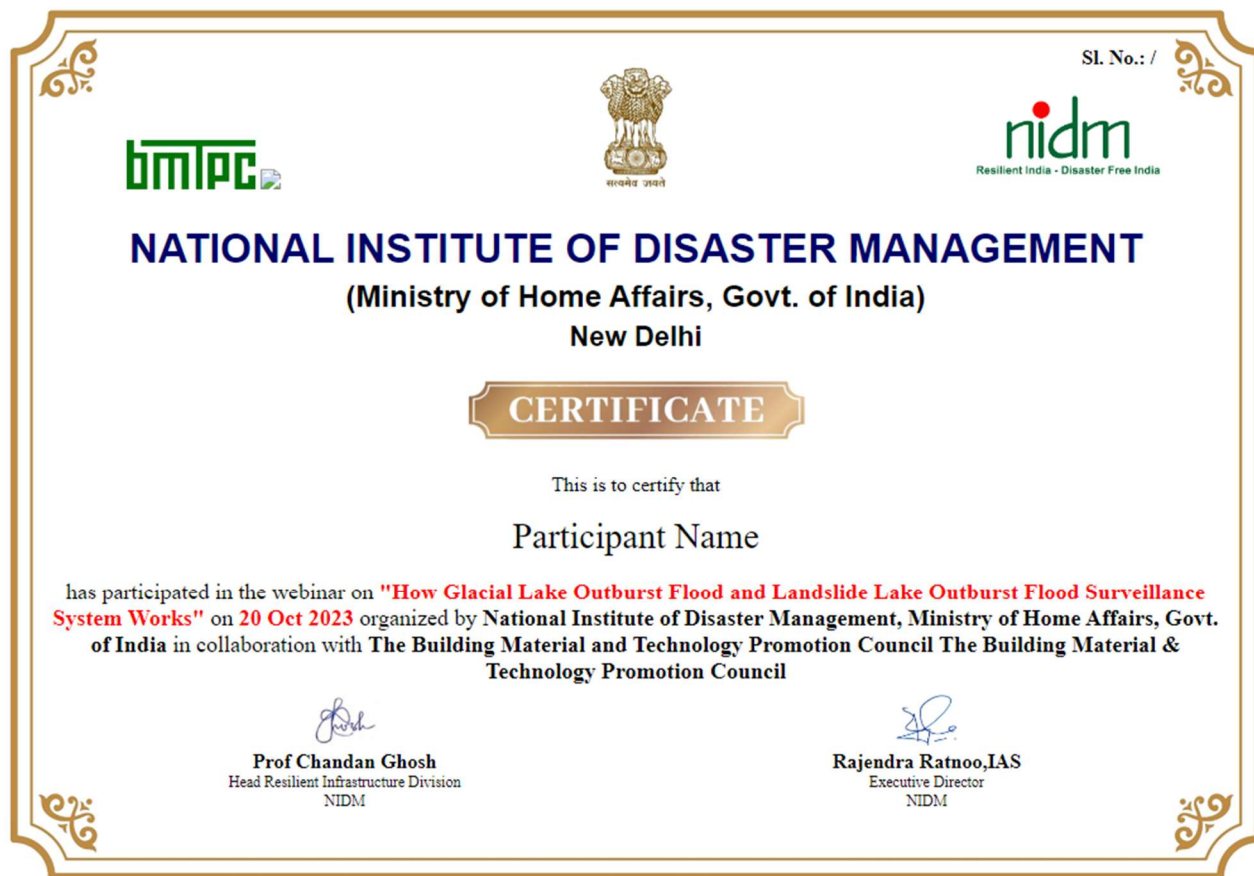 Sl. No.: /
bmTPC
सत्यमेव जयते
nidm
Resilient India - Disaster Free India
NATIONAL INSTITUTE OF DISASTER MANAGEMENT
(Ministry of Home Affairs, Govt. of India)
New Delhi
CERTIFICATE
This is to certify that
Participant Name
has participated in the webinar on "How Glacial Lake Outburst Flood and Landslide Lake Outburst Flood Surveillance
System Works" on 20 Oct 2023 organized by National Institute of Disaster Management, Ministry of Home Affairs, Govt.
of India in collaboration with The Building Material and Technology Promotion Council The Building Material &
Technology Promotion Council
Ghosh
Prof Chandan Ghosh
Head Resilient Infrastructure Division
NIDM
Rajendra Ratnoo,IAS
Executive Director
NIDM